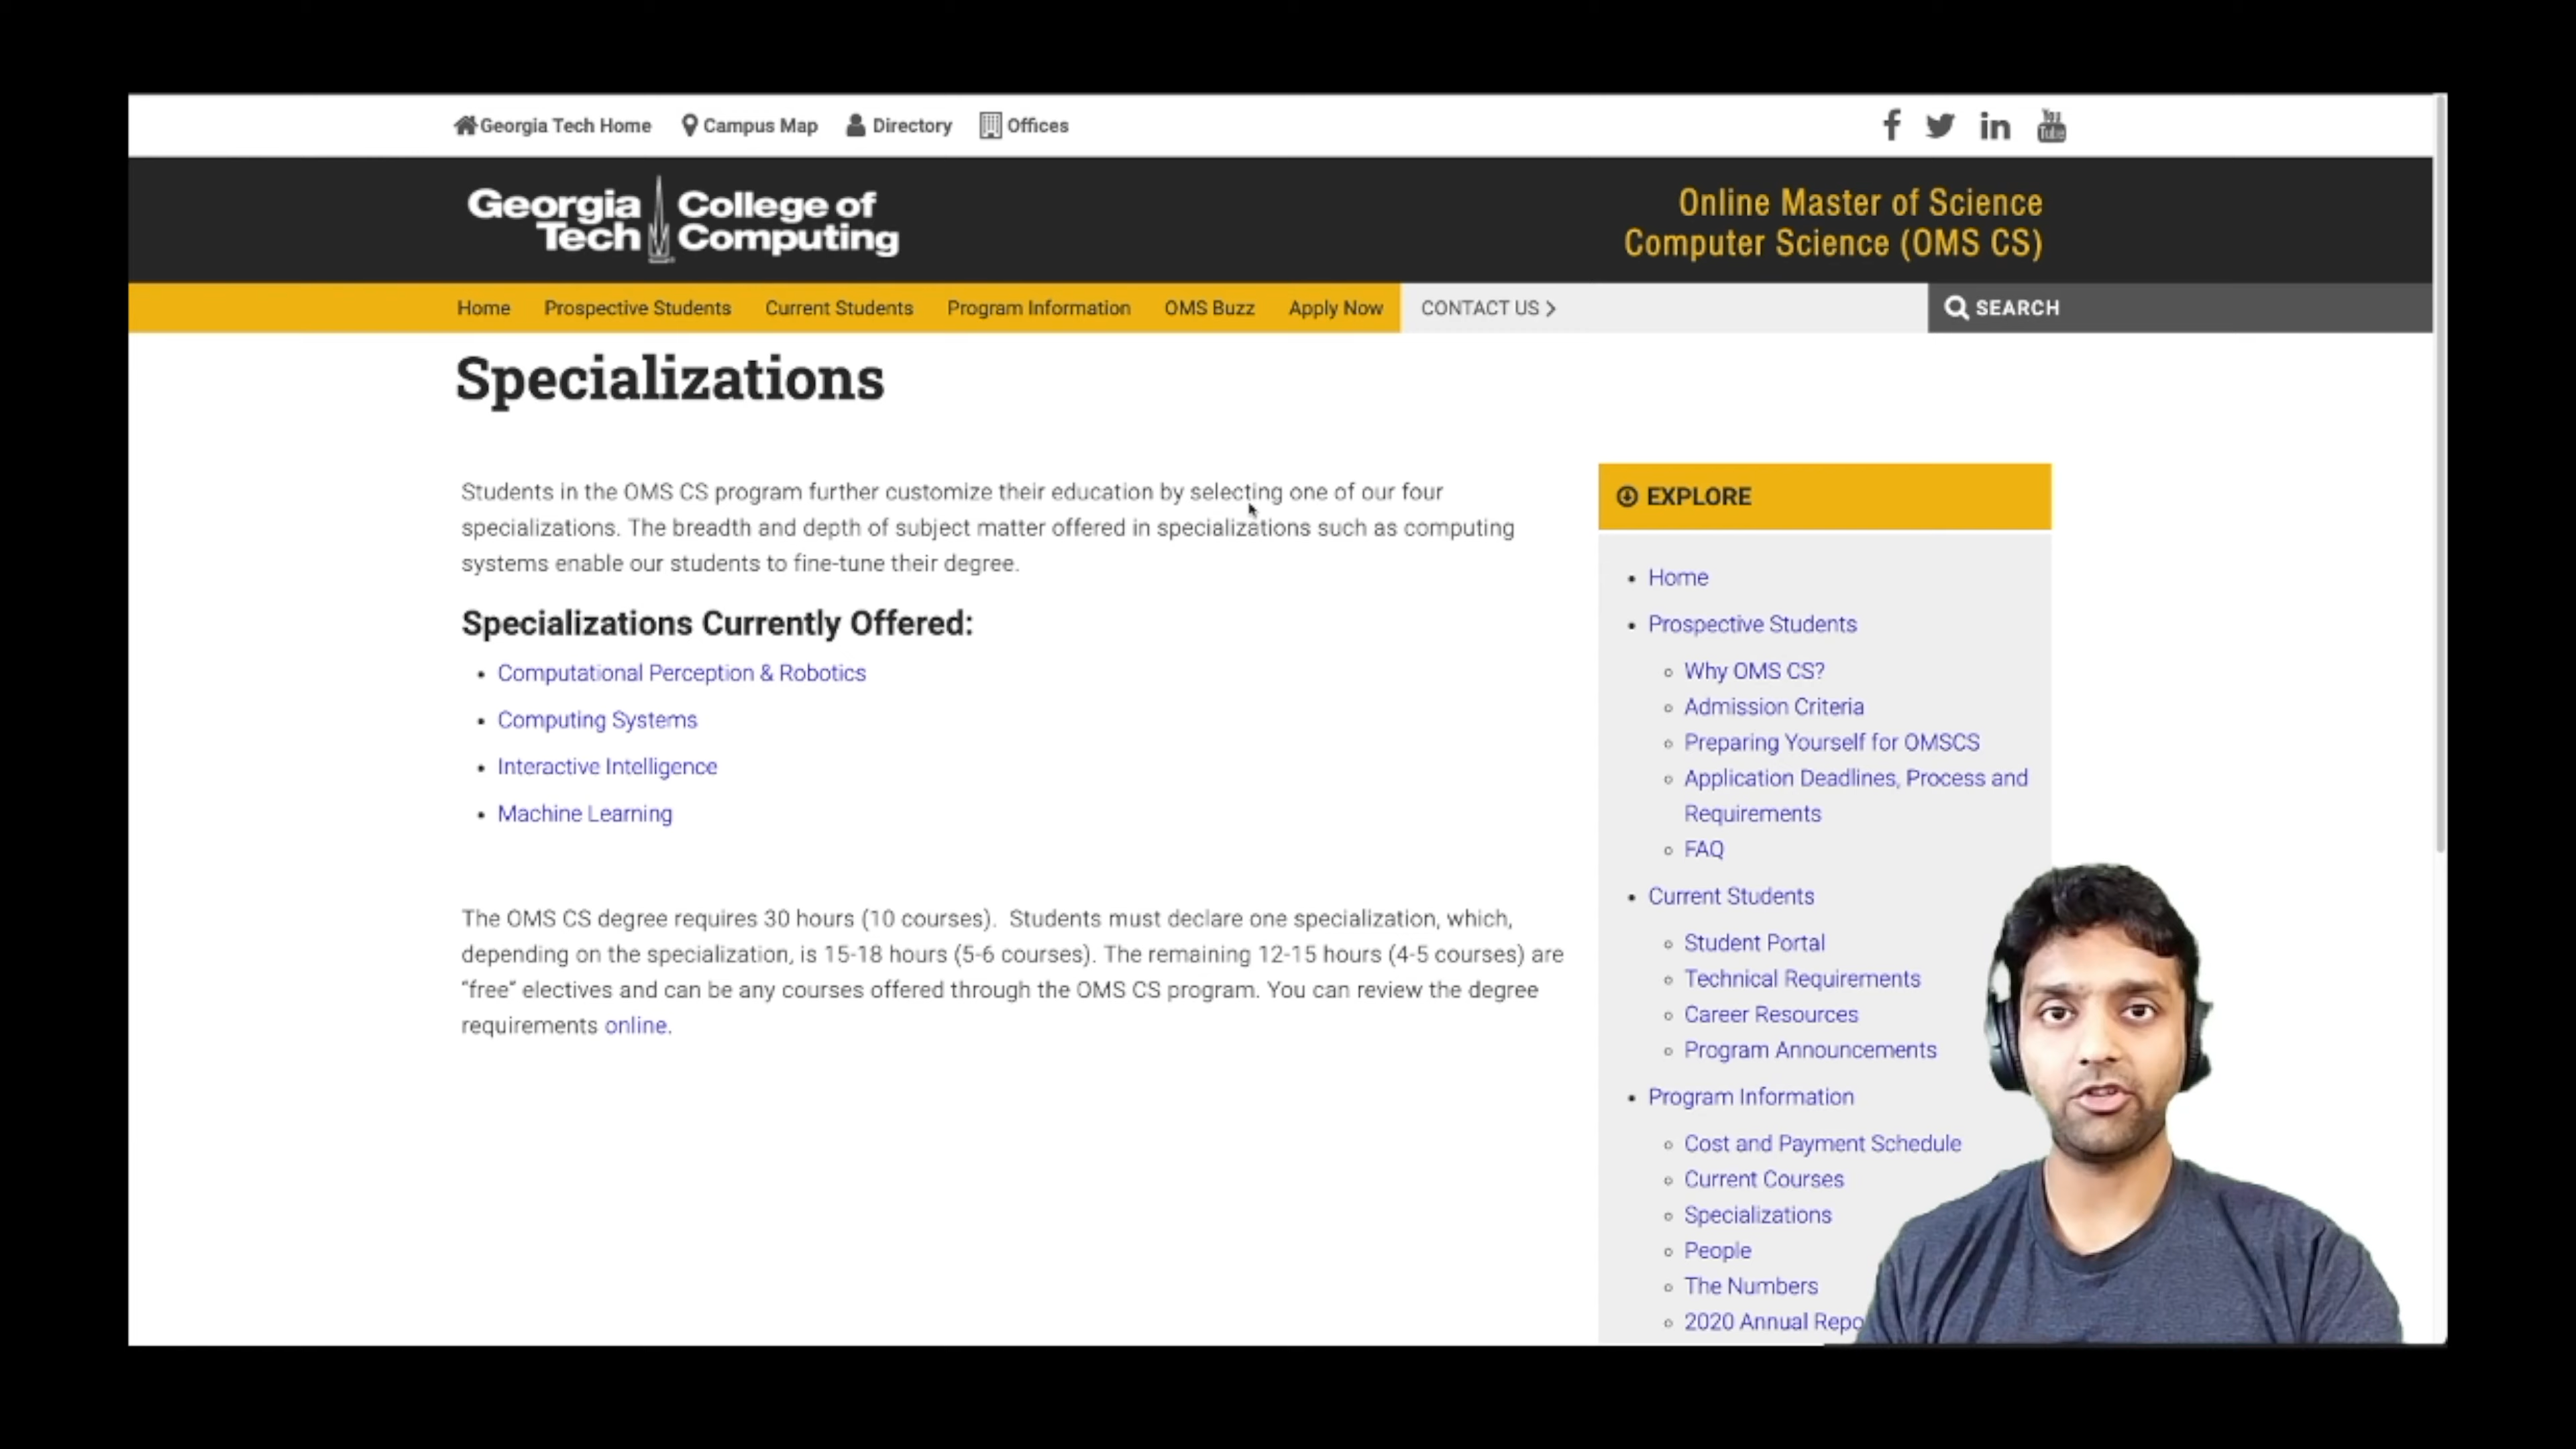 Georgia Tech Home Campus Map Directory Offices
You
Tube
Georgia College of
Tech Computing
Online Master of Science
Computer Science (OMS CS)
Home Prospective Students Current Students Program Information OMS Buzz Apply Now CONTACT US SEARCH
Specializations
Students in the OMS CS program further customize their education by selecting one of our four
specializations. The breadth and depth of subject matter offered in specializations such as computing
systems enable our students to fine-tune their degree.
Specializations Currently Offered:
• Computational Perception & Robotics
• Computing Systems
• Interactive Intelligence
• Machine Learning
The OMS CS degree requires 30 hours (10 courses). Students must declare one specialization, which,
depending on the specialization, is 15-18 hours (5-6 courses). The remaining 12-15 hours (4-5 courses) are
“free” electives and can be any courses offered through the OMS CS program. You can review the degree
requirements online.
EXPLORE
• Home
• Prospective Students
Why OMS CS?
Admission Criteria
Preparing Yourself for OMSCS
Application Deadlines, Process and
Requirements
FAQ
• Current Students
Student Portal
Technical Requirements
Career Resources
Program Announcements
• Program Information
Cost and Payment Schedule
Current Courses
Specializations
People
The Numbers
2020 Annual Repo